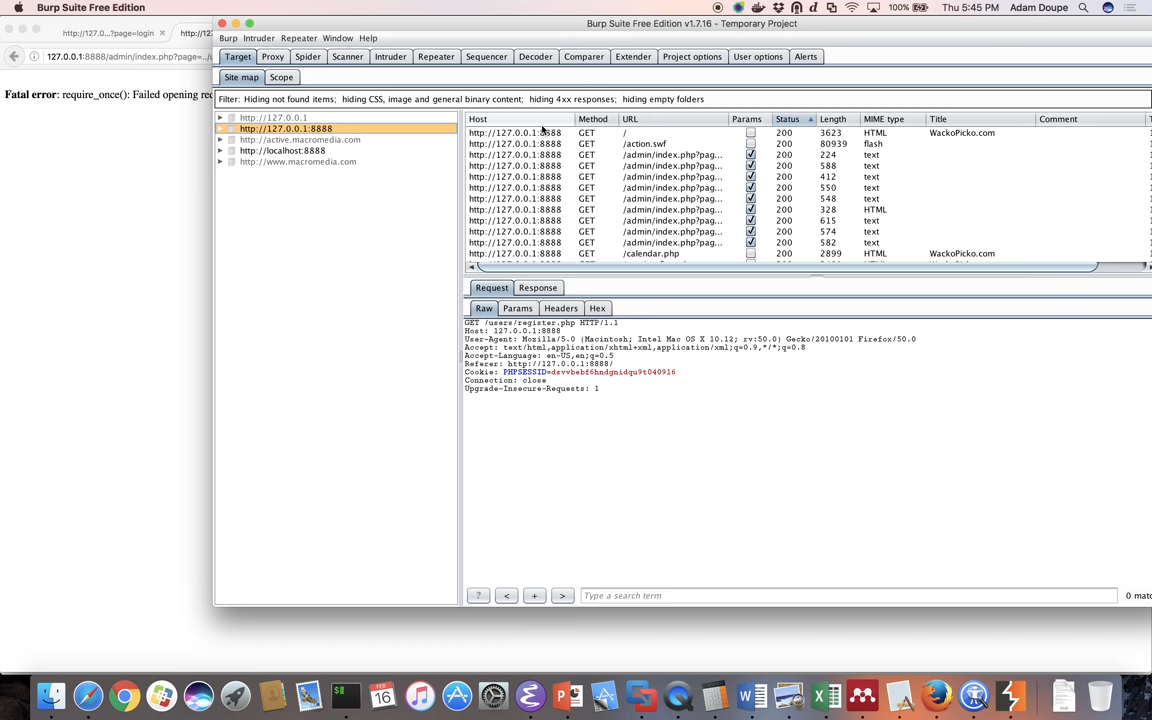 Burp Suite Free Edition
100%
Thu 5:45 PM Adam Doupe
Burp Suite Free Edition v1.7.16 - Temporary Project
http://127.0...?page=login
http://12
127.0.0.1:8888/admin/index.php?page=../
Fatal error: require_once(): Failed opening
Burp Intruder Repeater Window Help
Target Proxy Spider Scanner Intruder Repeater Sequencer Decoder Comparer Extender Project options User options Alerts
Site map Scope
Filter: Hiding not found items; hiding CSS, image and general binary content; hiding 4xx responses; hiding empty folders
http://127.0.0.1
http://127.0.0.1:8888
http://active.macromedia.com
http://localhost:8888
http://www.macromedia.com
Host Method URL Params Status Length MIME type Title Comment
http://127.0.0.1:8888 GET / 200 3623 HTML WackoPicko.com
http://127.0.0.1:8888 GET /action.swf 200 80939 flash
http://127.0.0.1:8888 GET /admin/index.php?pag... 200 224 text
http://127.0.0.1:8888 GET /admin/index.php?pag... 200 588 text
http://127.0.0.1:8888 GET /admin/index.php?pag... 200 412 text
http://127.0.0.1:8888 GET /admin/index.php?pag... 200 550 text
http://127.0.0.1:8888 GET /admin/index.php?pag... 200 548 text
http://127.0.0.1:8888 GET /admin/index.php?pag... 200 328 HTML
http://127.0.0.1:8888 GET /admin/index.php?pag... 200 615 text
http://127.0.0.1:8888 GET /admin/index.php?pag... 200 574 text
http://127.0.0.1:8888 GET /admin/index.php?pag... 200 582 text
http://127.0.0.1:8888 GET /calendar.php 200 2899 HTML WackoPicko.com
Request Response
Raw Params Headers Hex
GET /users/register.php HTTP/1.1
Host: 127.0.0.1:8888
User-Agent: Mozilla/5.0 (Macintosh; Intel Mac OS X 10.12; rv:50.0) Gecko/20100101 Firefox/50.0
Accept: text/html,application/xhtml+xml,application/xml;q=0.9,*/*;q=0.8
Accept-Language: en-US,en;q=0.5
Referer: http://127.0.0.1:8888/
Cookie: PHPSESSID=dsvvbebf6hndgnidqu9t040916
Connection: close
Upgrade-Insecure-Requests: 1
? < + > Type a search term 0 matc
FEB
16